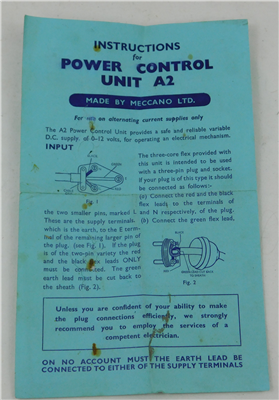 INSTRUCTIONS
for
POWER CONTROL
UNIT A2
MADE BY MECCANO LTD.
For use on alternating current supplies only
The A2 Power Control Unit provides a safe and reliable variable
D.C. supply, of 0-12 volts, for operating an electrical mechanism.
INPUT
Fig. 1
the two smaller pins, marked
These are the supply terminals.
which is the earth, to the E term-
inal of the remaining larger pin of
the plug. (see Fig. 1). If the plug
is of the two-pin variety the red
and the black flex leads ONLY
must be connected. The green
earth lead must be cut back to
the sheath (Fig. 2).
The three-core flex provided with
this unit is intended to be used
with a three-pin plug and socket.
If your plug is of this type it should
be connected as follows:-
(a) Connect the red and the black
flex leads to the terminals of
and N respectively, of the plug.
(b) Connect the green flex lead,
Fig. 2
Unless you are confident of your ability to make
the plug connections efficiently, we strongly
recommend you to employ the services of a
competent electrician.
ON NO ACCOUNT MUST THE EARTH LEAD BE
CONNECTED TO EITHER OF THE SUPPLY TERMINALS